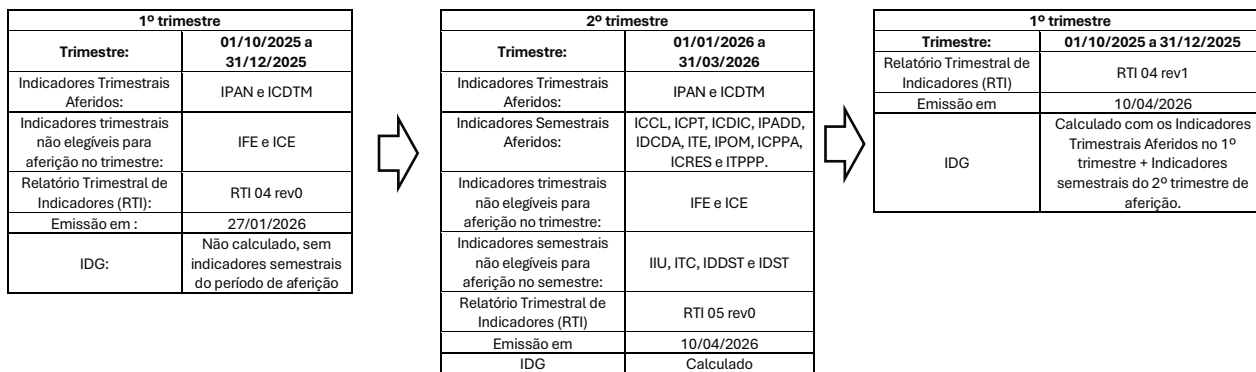 1º trimestre
Trimestre:
01/10/2025 a
31/12/2025
Indicadores Trimestrais
Aferidos:
IPAN e ICDTM
Indicadores trimestrais
não elegíveis para
aferição no trimestre:
IFE e ICE
Relatório Trimestral de
Indicadores (RTI):
RTI 04 rev0
Emissão em :
27/01/2026
IDG:
Não calculado, sem
indicadores semestrais
do período de aferição
2º trimestre
Trimestre:
01/01/2026 a
31/03/2026
Indicadores Trimestrais
Aferidos:
IPAN e ICDTM
Indicadores Semestrais
Aferidos:
ICCL, ICPT, ICDIC, IPADD,
IDCDA, ITE, IPOM, ICPPA,
ICRES e ITPPP.
Indicadores trimestrais
não elegíveis para
aferição no trimestre:
IFE e ICE
Indicadores semestrais
não elegíveis para
aferição no semestre:
IIU, ITC, IDDST e IDST
Relatório Trimestral de
Indicadores (RTI)
RTI 05 rev0
Emissão em
10/04/2026
IDG
Calculado
1º trimestre
Trimestre:
01/10/2025 a 31/12/2025
Relatório Trimestral de
Indicadores (RTI)
RTI 04 rev1
Emissão em
10/04/2026
IDG
Calculado com os Indicadores
Trimestrais Aferidos no 1º
trimestre + Indicadores
semestrais do 2º trimestre de
aferição.